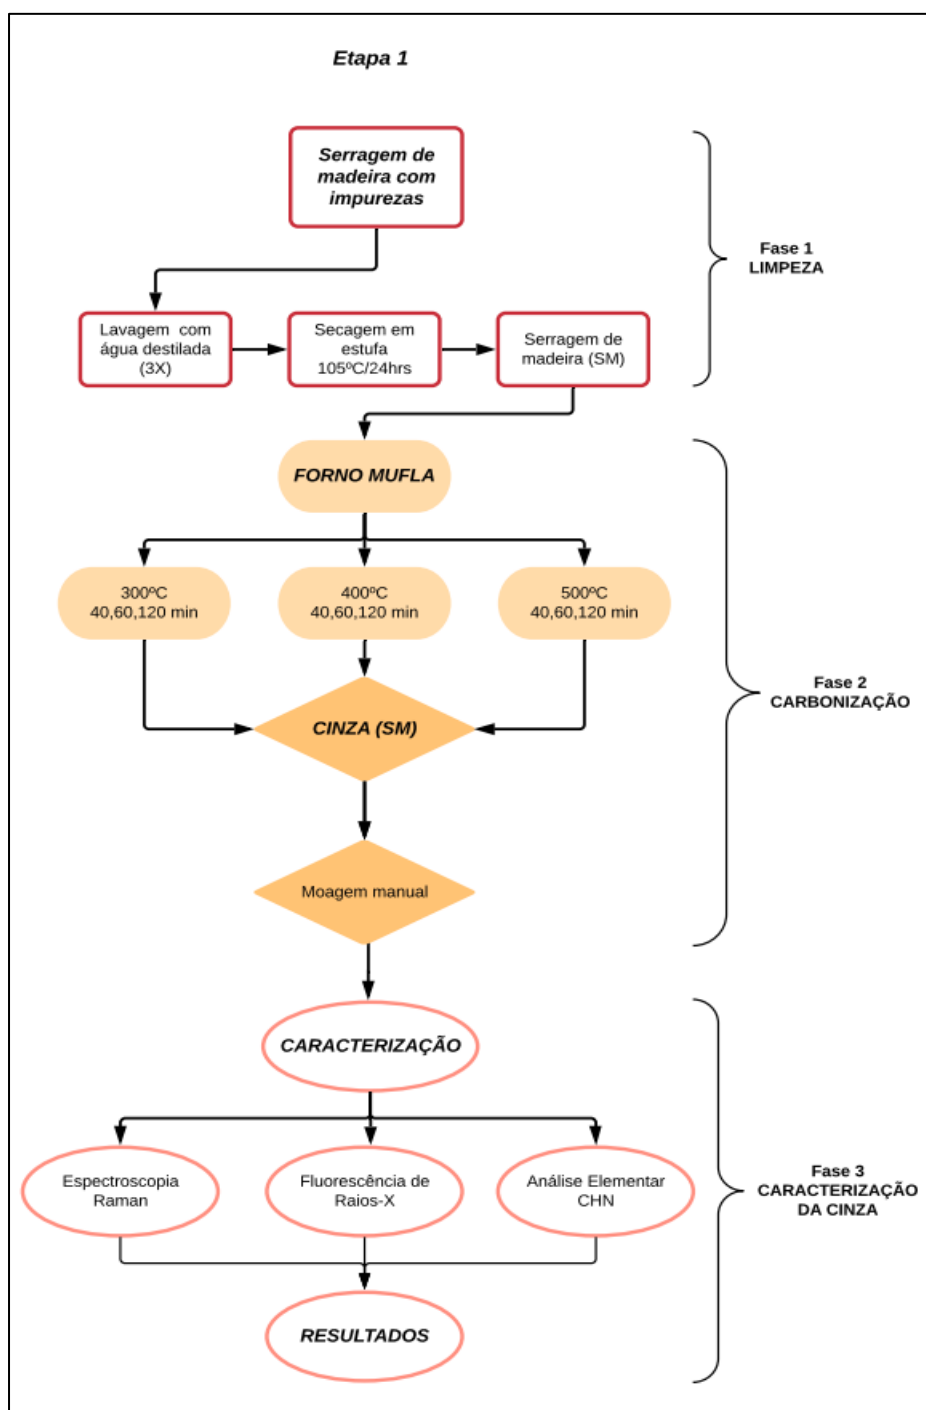 Etapa 1
Serragem de
madeira com
impurezas
Fase 1
LIMPEZA
Lavagem com
água destilada
(3X)
Secagem em
estufa
105ºC/24hrs
Serragem de
madeira (SM)
FORNO MUFLA
300ºC
40,60,120 min
400ºC
40,60,120 min
500ºC
40,60,120 min
Fase 2
CARBONIZAÇÃO
CINZA (SM)
Moagem manual
CARACTERIZAÇÃO
Espectroscopia
Raman
Fluorescência de
Raios-X
Análise Elementar
CHN
Fase 3
CARACTERIZAÇÃO
DA CINZA
RESULTADOS